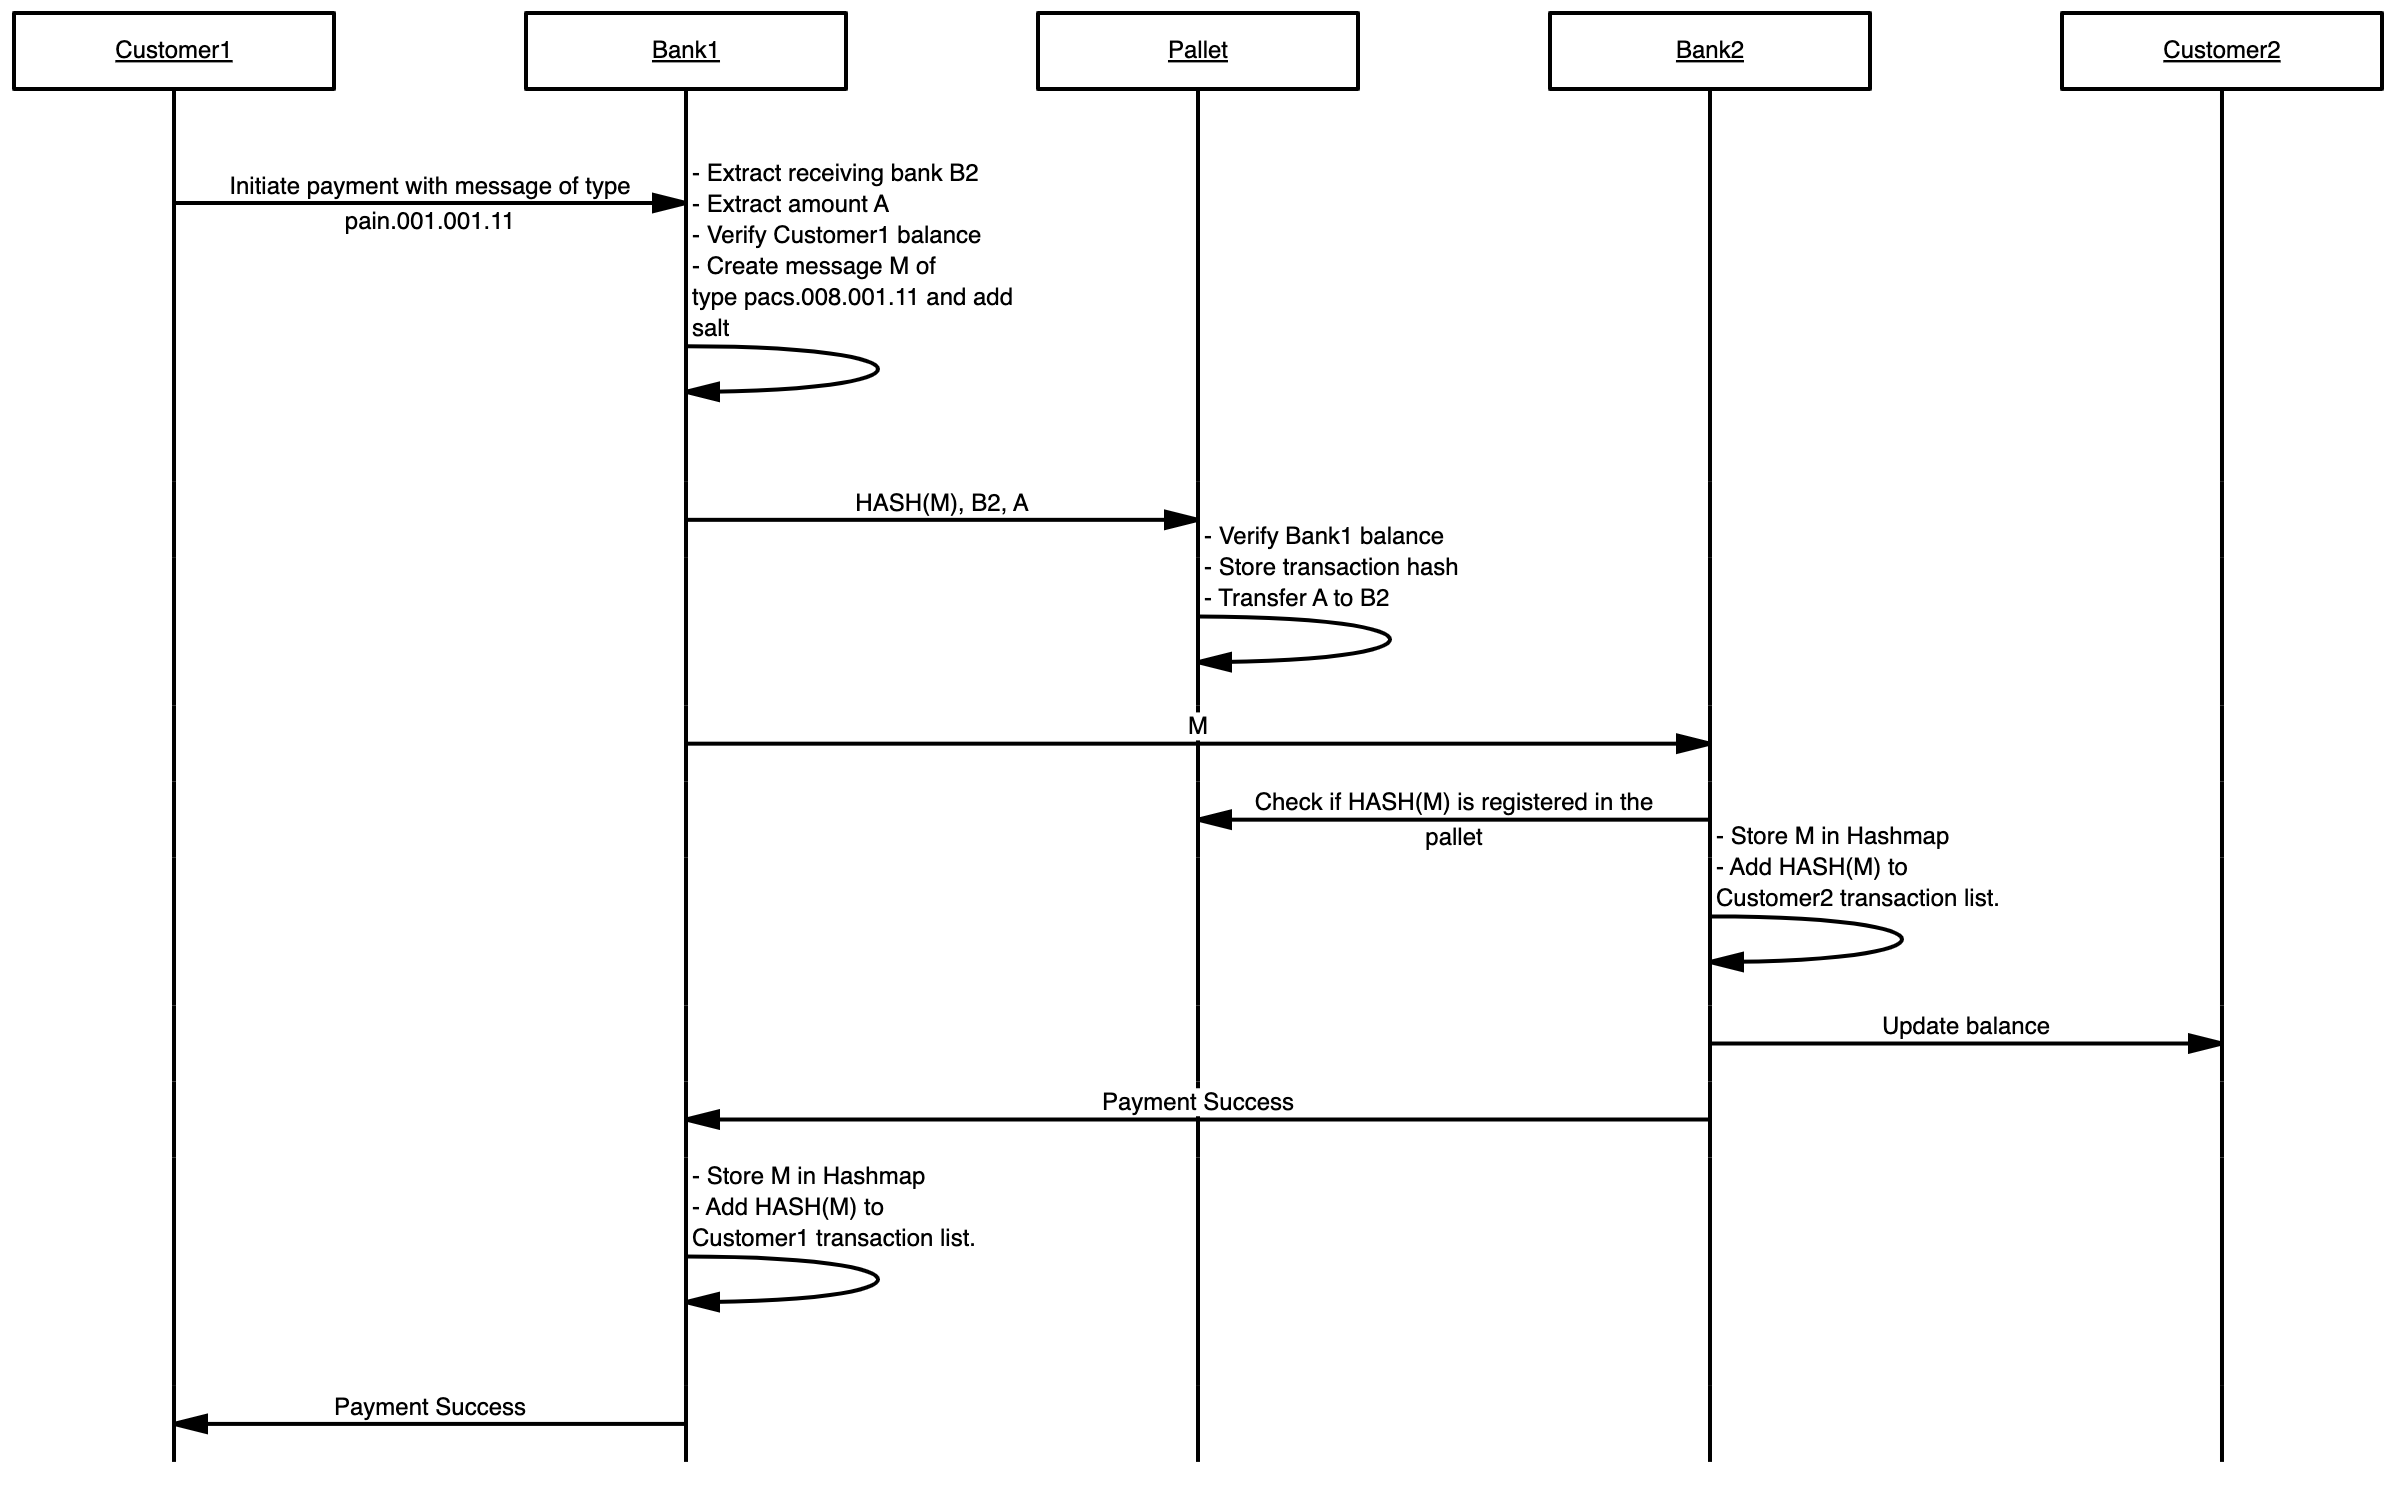 Customer1
Bank1
Pallet
Bank2
Customer2
Initiate payment with message of type
pain.001.001.11
- Extract receiving bank B2
- Extract amount A
- Verify Customer1 balance
- Create message M of
type pacs.008.001.11 and add
salt
HASH(M), B2, A
- Verify Bank1 balance
- Store transaction hash
- Transfer A to B2
M
Check if HASH(M) is registered in the
pallet
- Store M in Hashmap
- Add HASH(M) to
Customer2 transaction list.
Update balance
Payment Success
- Store M in Hashmap
- Add HASH(M) to
Customer1 transaction list.
Payment Success